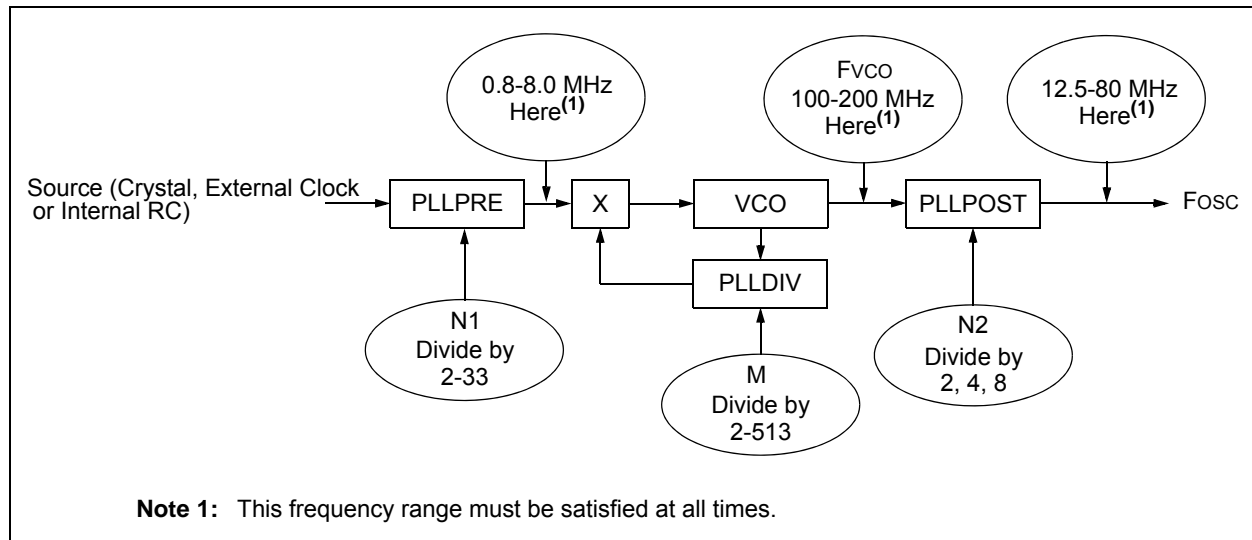 0.8-8.0 MHz
Here(1)
FVCO
100-200 MHz
Here(1)
12.5-80 MHz
Here(1)
Source (Crystal, External Clock
or Internal RC)
PLLPRE
X
VCO
PLLPOST
FOSC
PLLDIV
N1
Divide by
2-33
M
Divide by
2-513
N2
Divide by
2, 4, 8
Note 1: This frequency range must be satisfied at all times.